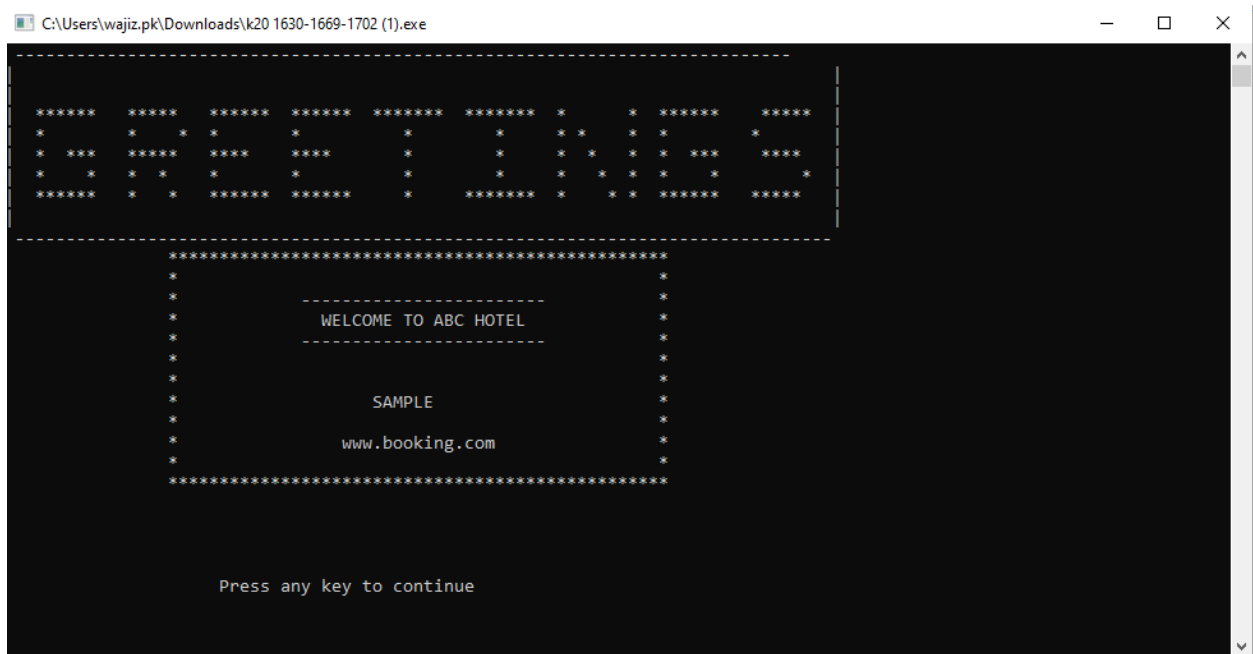 C:\Users\wajiz.pk\Downloads\k20 1630-1669-1702 (1).exe
GREETINGS
WELCOME TO ABC HOTEL
SAMPLE
www.booking.com
Press any key to continue